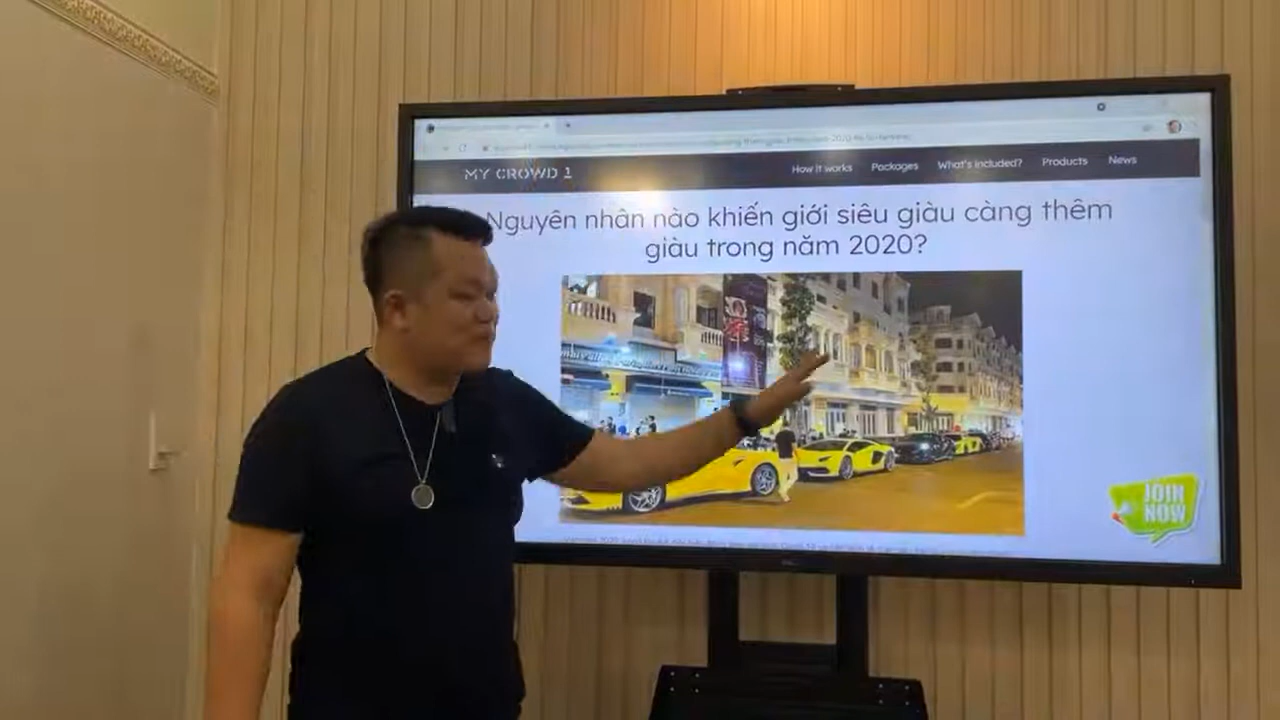 MY CROWD 1
How it works
Packages
What's included?
Products
News
Nguyên nhân nào khiến giới siêu giàu càng thêm
giàu trong năm 2020?
JOIN
NOW